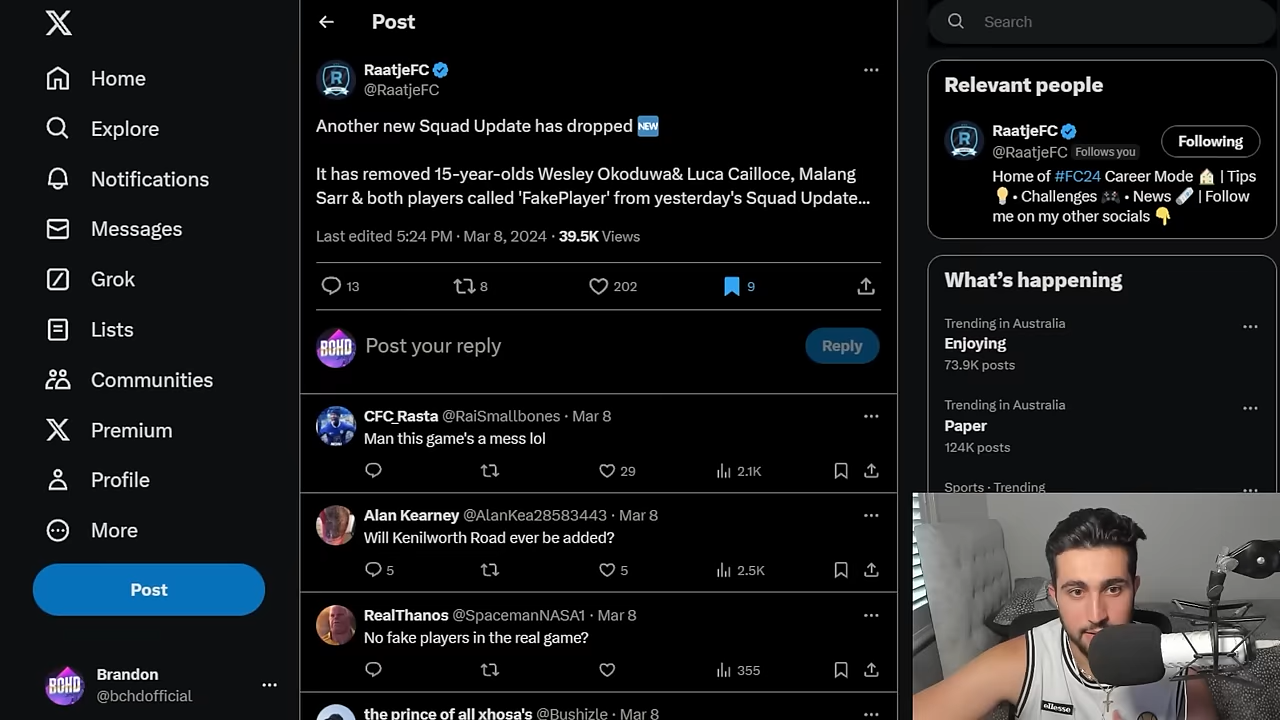 Post
Search
Home
Explore
Notifications
Messages
Grok
Lists
Communities
Premium
Profile
More
Post
Brandon
@bchdofficial
RaatjeFC
@RaatjeFC
Another new Squad Update has dropped NEW
It has removed 15-year-olds Wesley Okoduwa& Luca Cailloce, Malang
Sarr & both players called 'FakePlayer' from yesterday's Squad Update...
Last edited 5:24 PM · Mar 8, 2024 · 39.5K Views
13 8 202 9
BOHD
Post your reply
Reply
CFC_Rasta @RaiSmallbones · Mar 8
Man this game's a mess lol
29 2.1K
Alan Kearney @AlanKea28583443 · Mar 8
Will Kenilworth Road ever be added?
5 5 2.5K
RealThanos @SpacemanNASA1 · Mar 8
No fake players in the real game?
355
the prince of all xhosa's @Bushizle · Mar 8
Relevant people
RaatjeFC
Following
@RaatjeFC Follows you
Home of #FC24 Career Mode | Tips
• Challenges • News | Follow
me on my other socials
What's happening
Trending in Australia
Enjoying
73.9K posts
Trending in Australia
Paper
124K posts
Sports · Trending
ellesse
BOHD